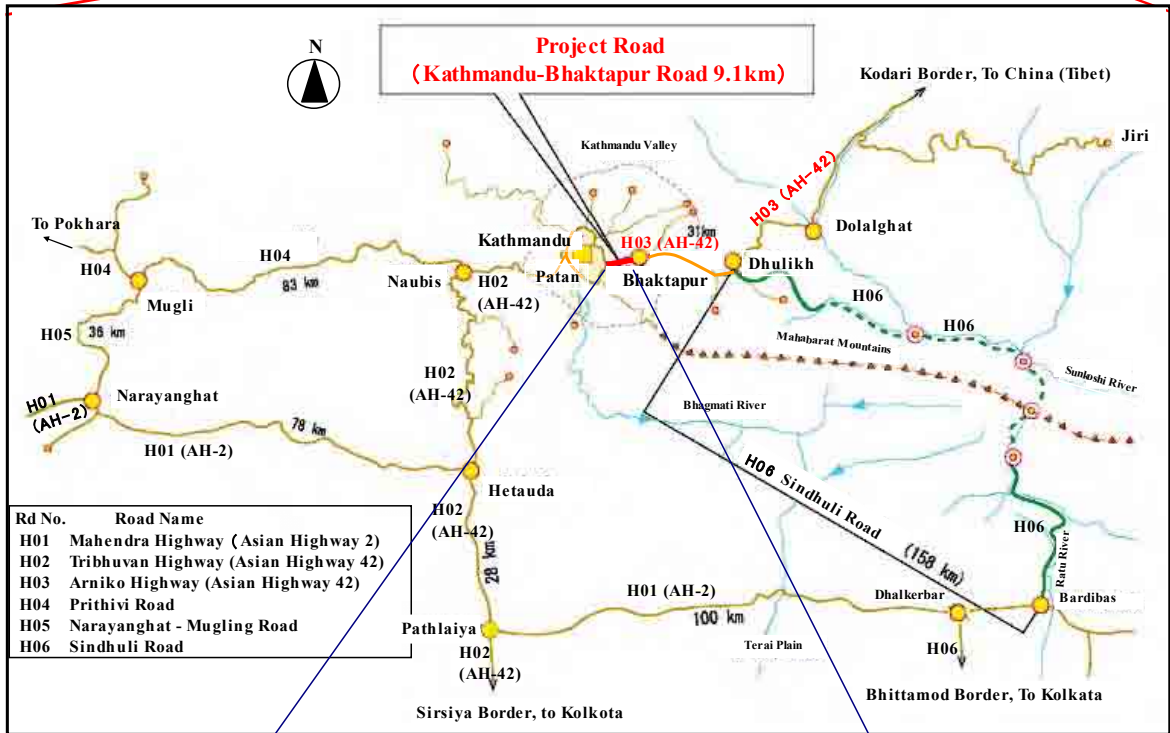 Project Road
（Kathmandu-Bhaktapur Road 9.1km）
N
Kodari Border, To China (Tibet)
Jiri
Kathmandu Valley
H03 (AH-42)
To Pokhara
Dolalghat
31km
Kathmandu
H03 (AH-42)
H04
H04
Naubis
H02
(AH-42)
Patan
Bhaktapur
Dhulikh
83 km
Mugli
H06
H06
H05
36 km
Mahabarat Mountains
Sunkoshi River
H02
(AH-42)
H01
(AH-2)
Narayanghat
Bhagmati River
78 km
H01 (AH-2)
H06 Sindhuli Road
(158 km)
Hetauda
H02
(AH-42)
H06
Ratu River
Rd No. Road Name
H01 Mahendra Highway (Asian Highway 2)
H02 Tribhuvan Highway (Asian Highway 42)
H03 Arniko Highway (Asian Highway 42)
H04 Prithivi Road
H05 Narayanghat - Mugling Road
H06 Sindhuli Road
28 km
H01 (AH-2)
100 km
Dhalkerbar
Bardibas
Pathlaiya
H02
(AH-42)
Terai Plain
H06
Bhittamod Border, To Kolkata
Sirsiya Border, to Kolkota